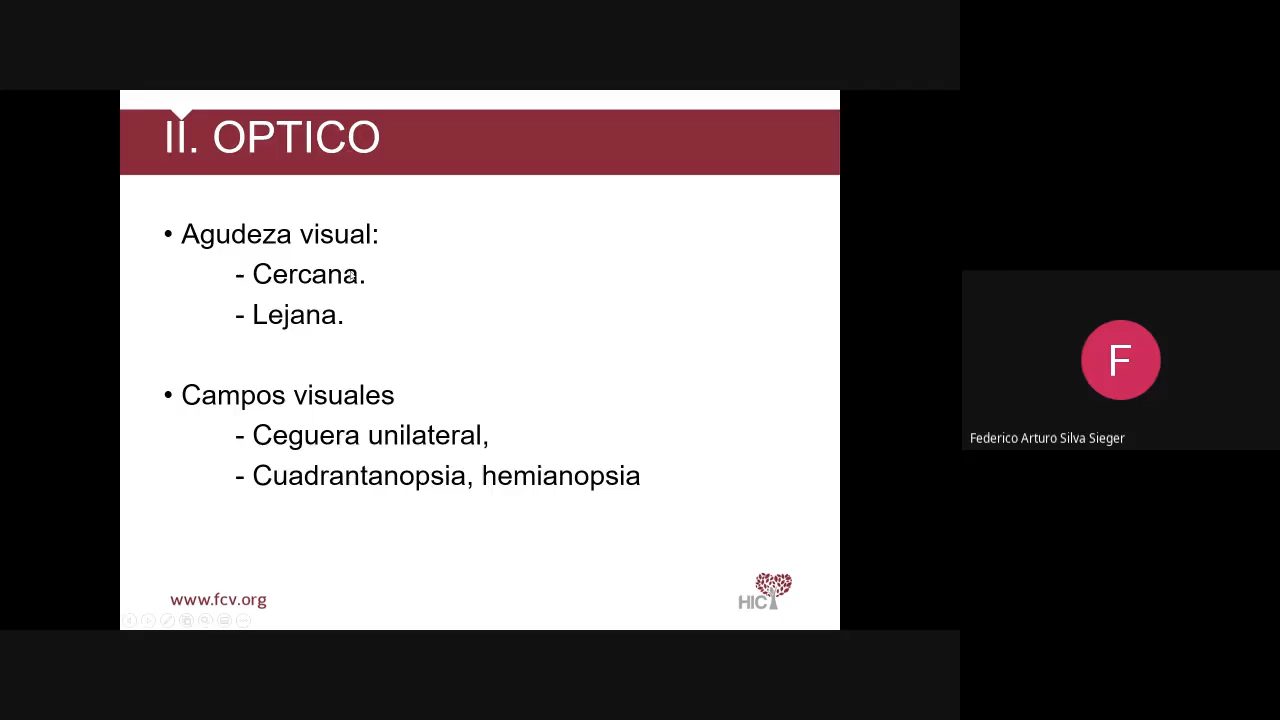 II. OPTICO
• Agudeza visual:
- Cercana.
- Lejana.
• Campos visuales
- Ceguera unilateral,
- Cuadrantanopsia, hemianopsia
www.fcv.org
HIC
F
Federico Arturo Silva Sieger